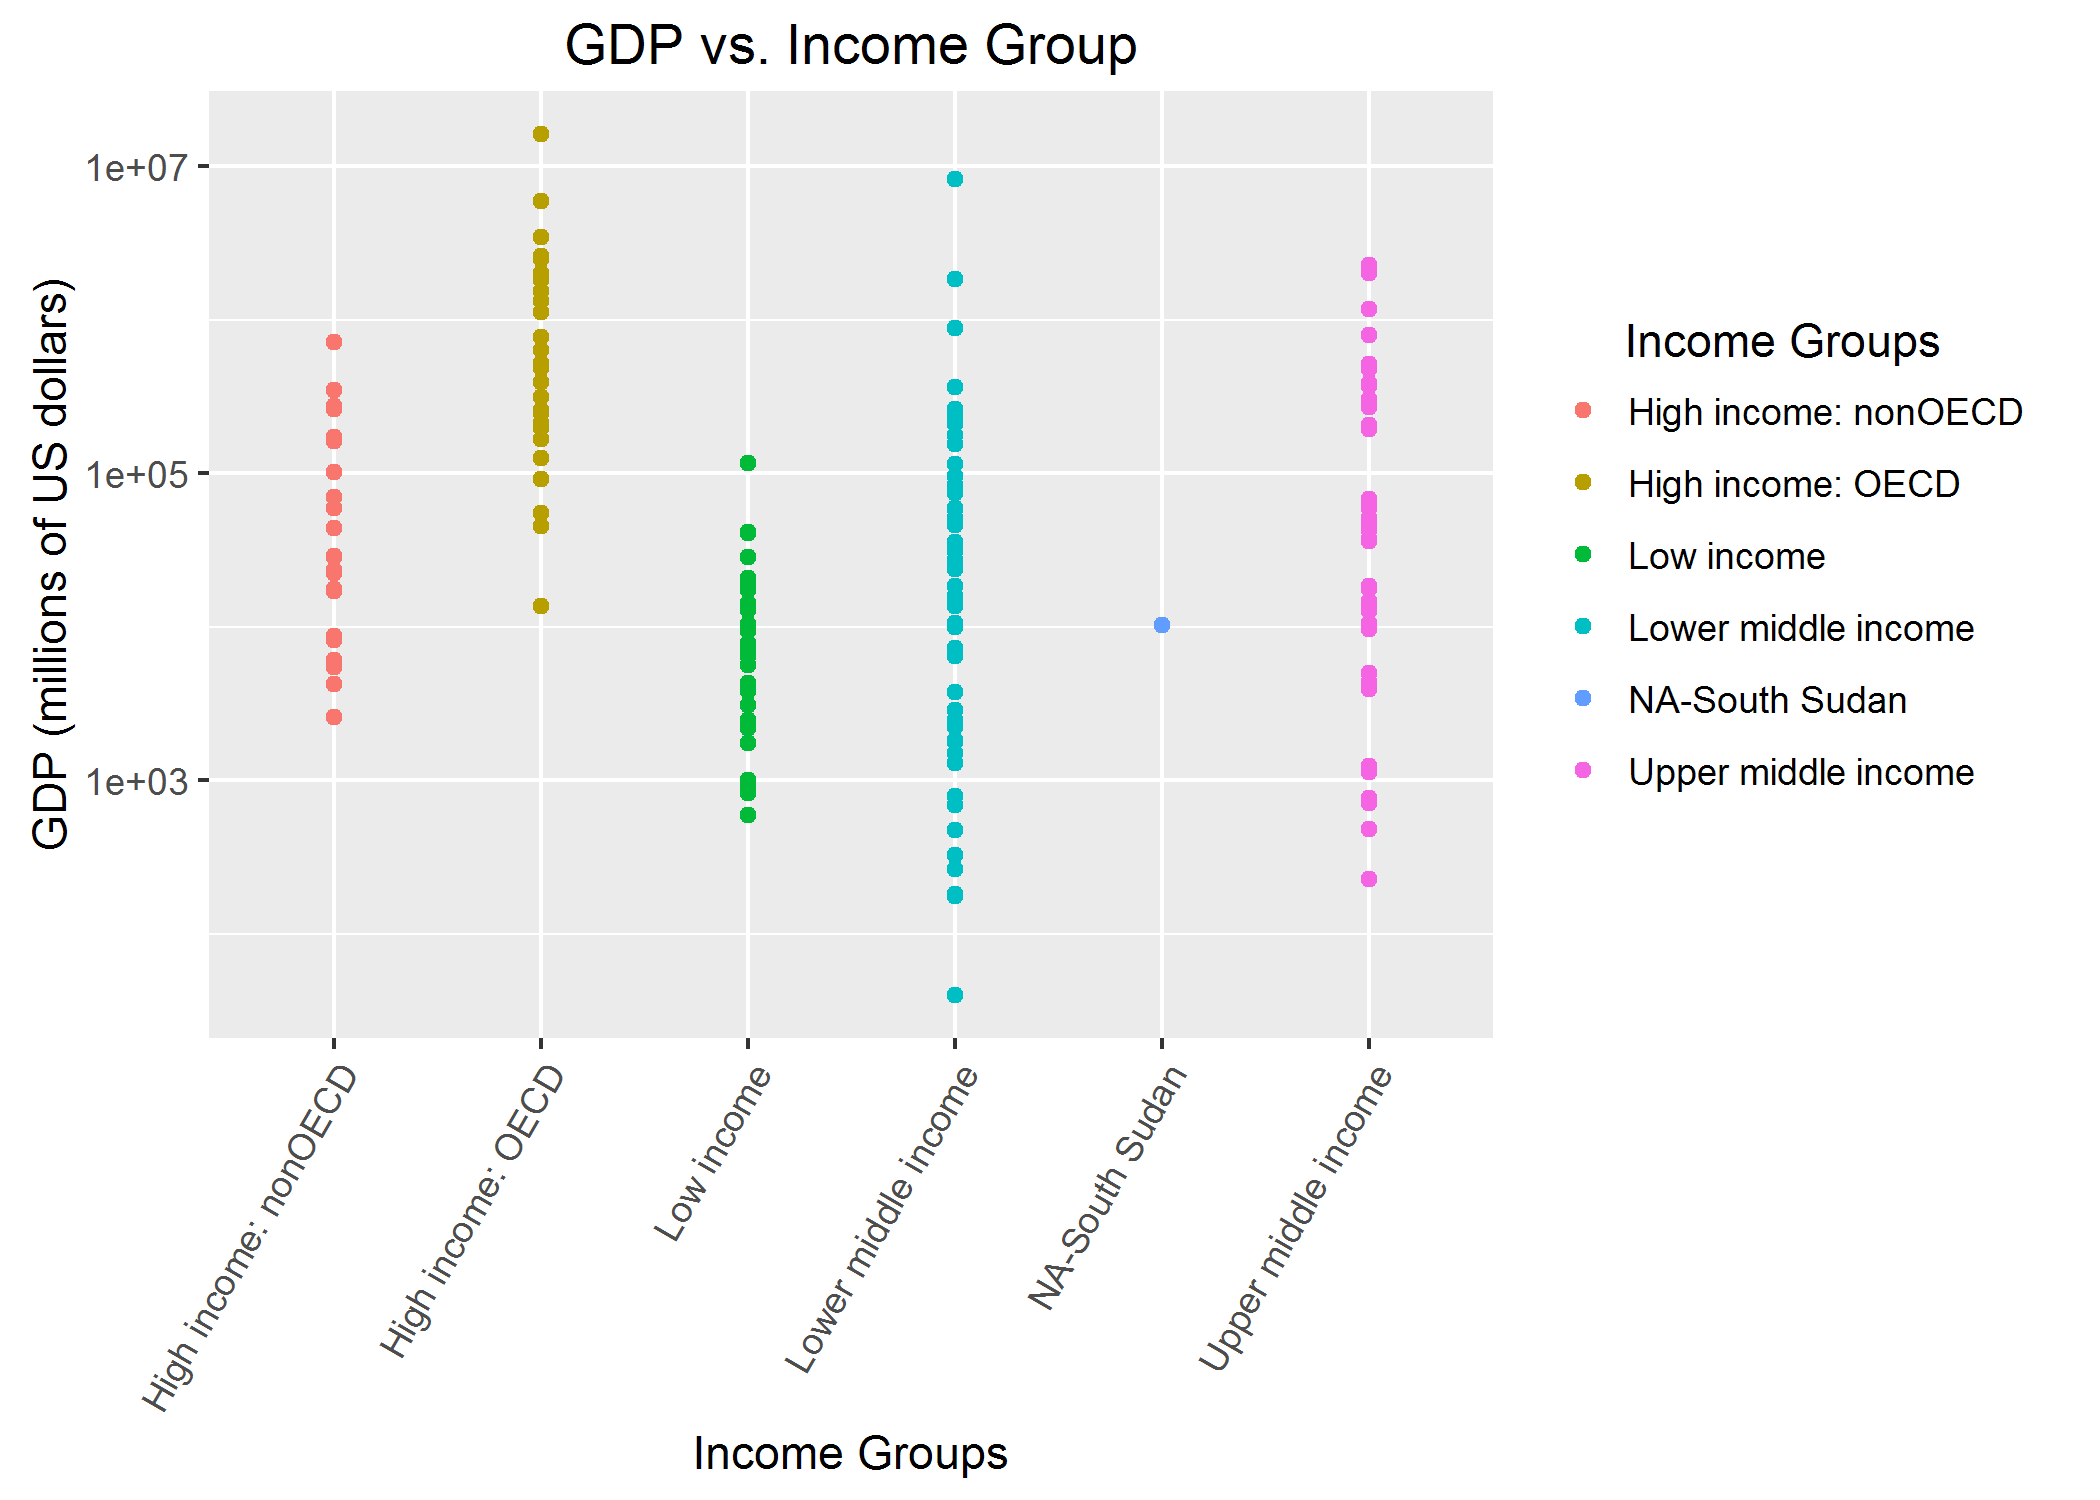 GDP vs. Income Group
GDP (millions of US dollars)
1e+07
1e+05
1e+03
High income: nonOECD
High income: OECD
Low income
Lower middle income
NA-South Sudan
Upper middle income
Income Groups
Income Groups
High income: nonOECD
High income: OECD
Low income
Lower middle income
NA-South Sudan
Upper middle income